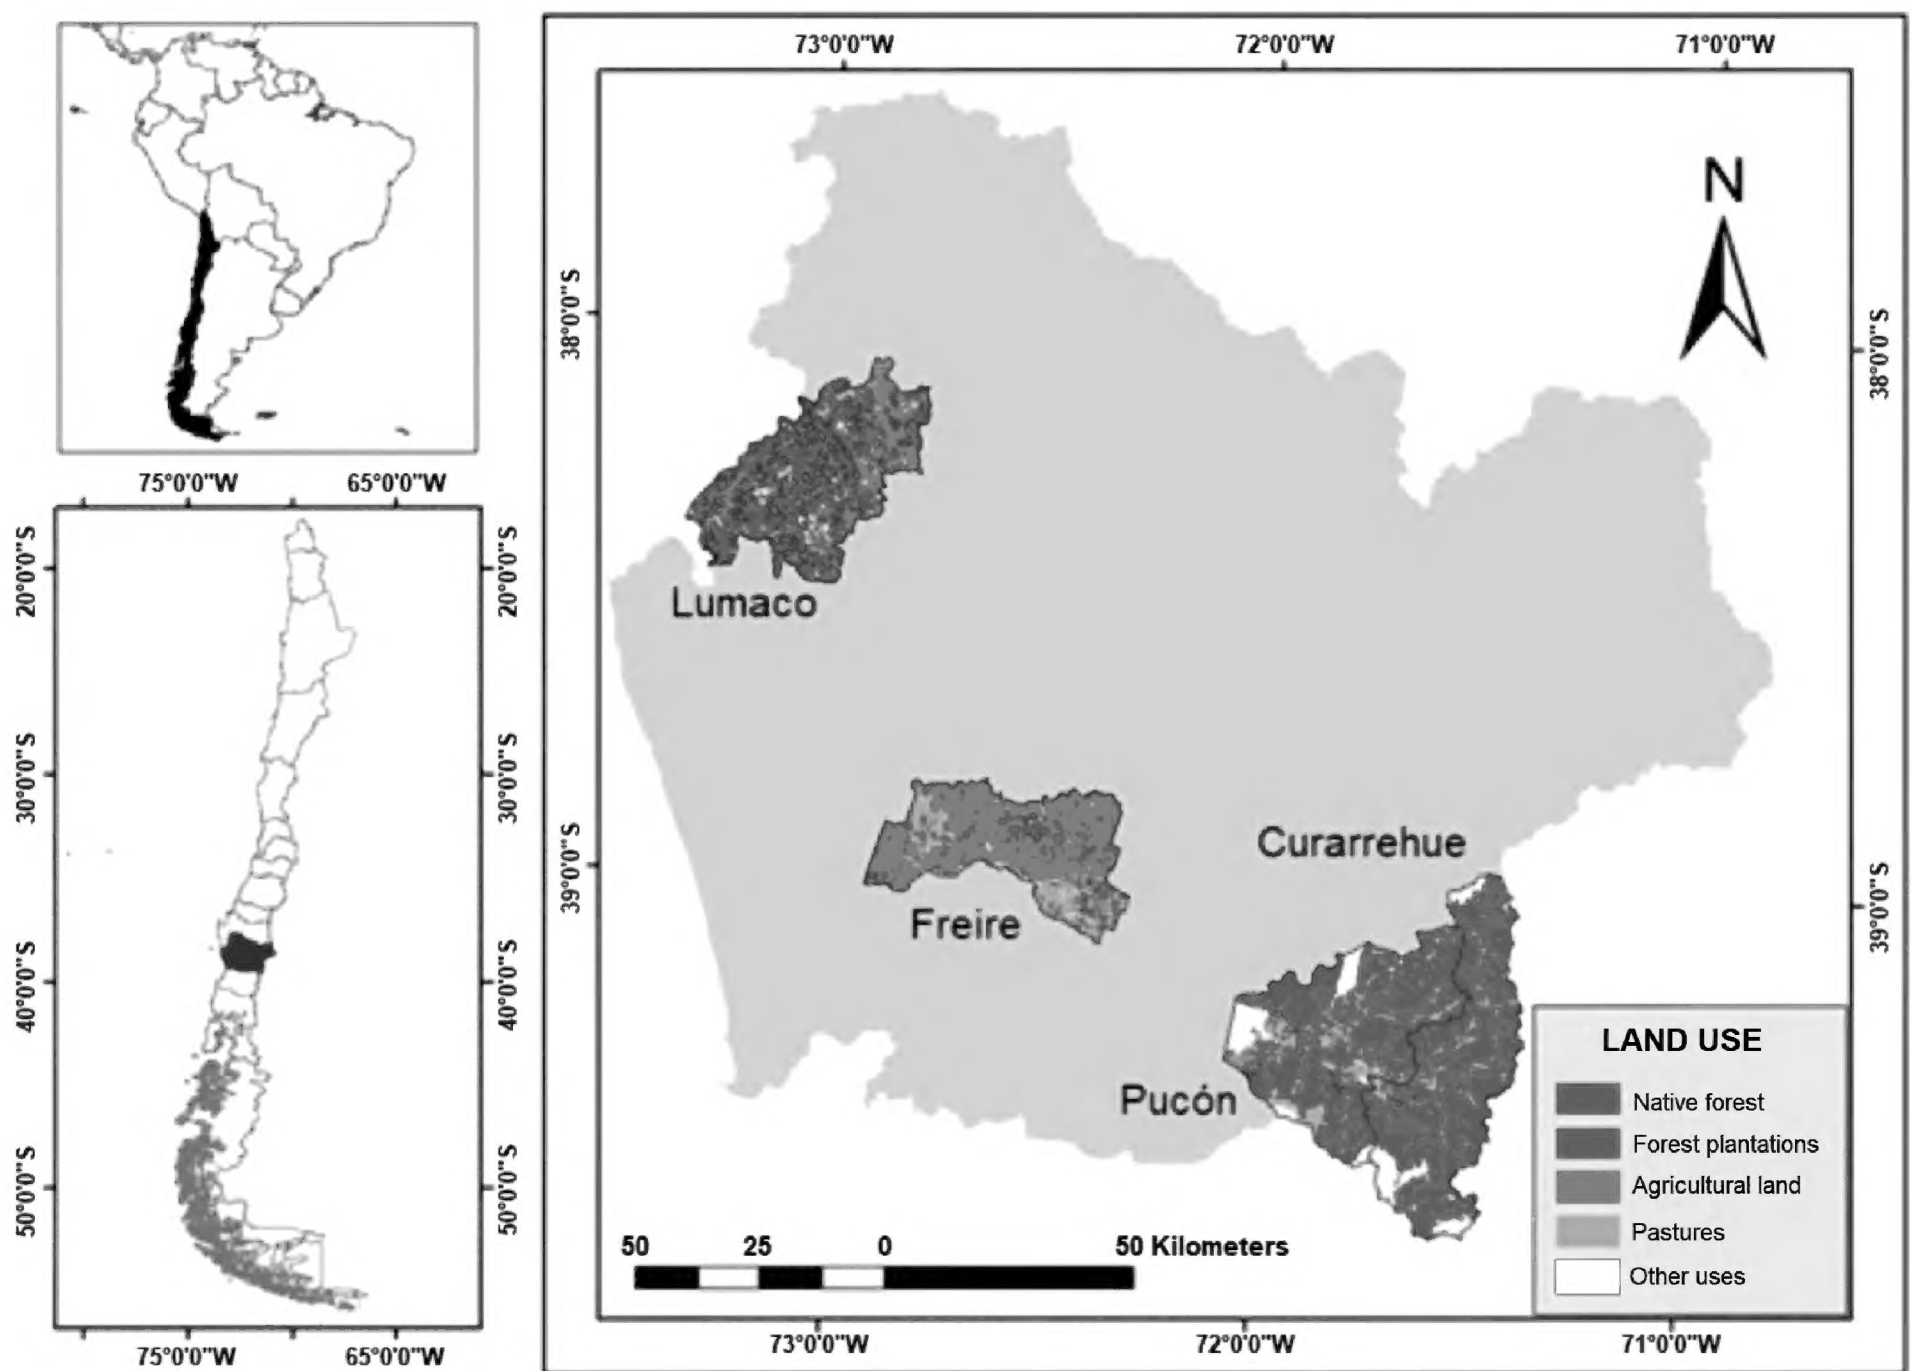 75°0'0"W 65°0'0"W
20°0'0"S 20°0'0"S
30°0'0"S 30°0'0"S
40°0'0"S 40°0'0"S
50°0'0"S 50°0'0"S
75°0'0"W 65°0'0"W
73°0'0"W 72°0'0"W 71°0'0"W
N
38°0'0"S 38°0'0"S
Lumaco
39°0'0"S 39°0'0"S
Curarrehue
Freire
Pucón
LAND USE
Native forest
Forest plantations
Agricultural land
Pastures
Other uses
50 25 0 50 Kilometers
73°0'0"W 72°0'0"W 71°0'0"W